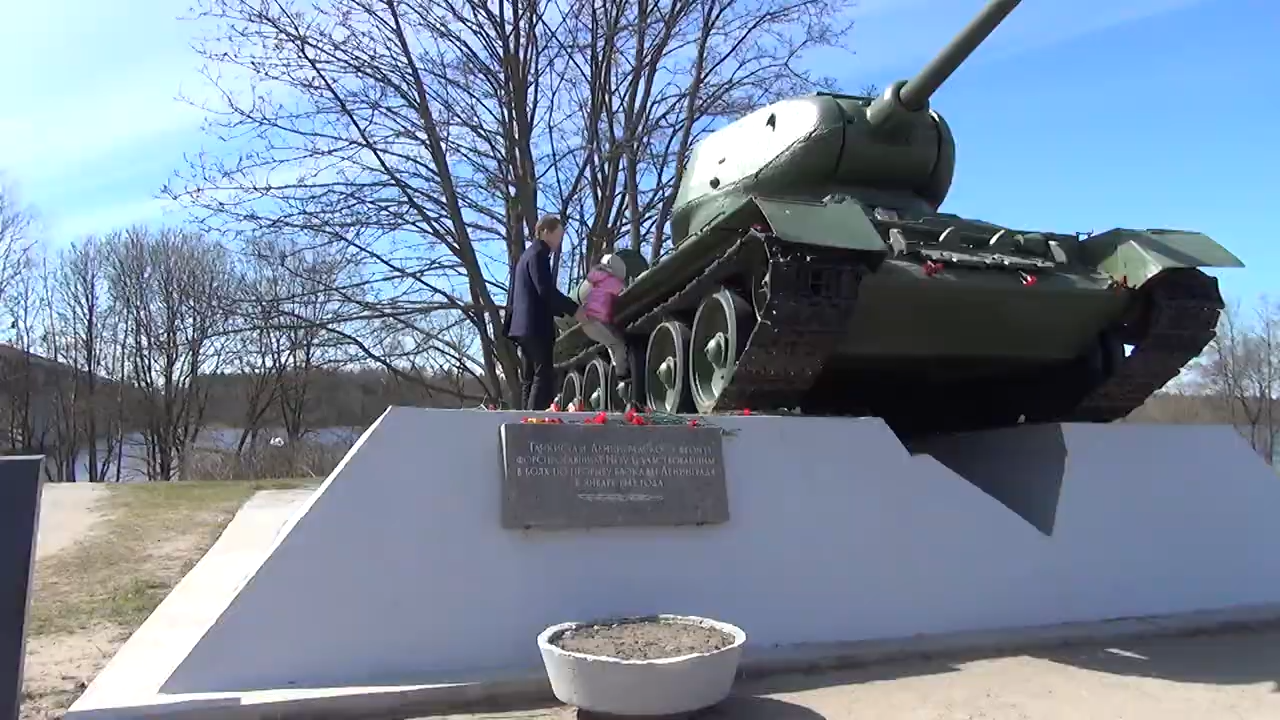 Танкистам Ленинградского фронта
форсировавшим Неву, участвовавшим
в боях по прорыву блокады Ленинграда
в январе 1943 года